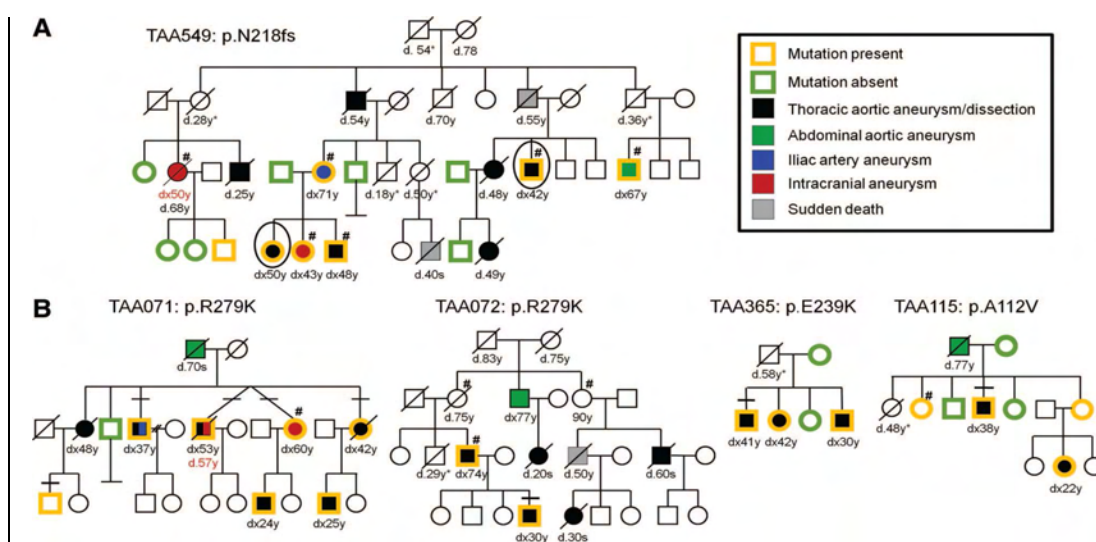 A
TAA549: p.N218fs
d. 54*
d.78
Mutation present
Mutation absent
Thoracic aortic aneurysm/dissection
Abdominal aortic aneurysm
Iliac artery aneurysm
Intracranial aneurysm
Sudden death
d.28y* d.54y d.70y d.55y d.36y*
# # # #
dx50y d.25y dx71y d.18y* d.50y* d.48y dx42y dx67y
d.68y
# #
dx50y dx43y dx48y d.40s d.49y
B
TAA071: p.R279K TAA072: p.R279K TAA365: p.E239K TAA115: p.A112V
d.70s d.83y d.75y d.58y* d.77y
# # # #
dx48y dx37y dx53y dx60y dx42y d.75y dx77y 90y dx41y dx42y dx30y d.48y* dx38y
d.57y
#
d.29y* dx74y d.20s d.50y d.60s dx22y
dx24y dx25y dx30y d.30s